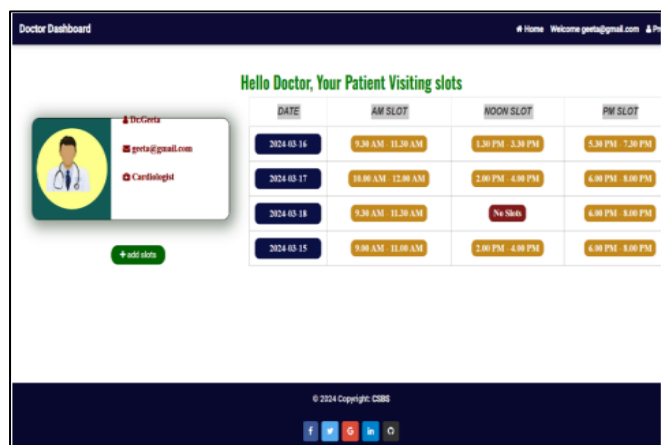 Doctor Dashboard
Home Welcome geeta@gmail.com Pr
Hello Doctor, Your Patient Visiting slots
DATE AM SLOT NOON SLOT PM SLOT
Dr.Geeta
geeta@gmail.com
Cardiologist
+ add slots
2024-03-16 9.30 AM - 11.30 AM 1.30 PM - 3.30 PM 5.30 PM - 7.30 PM
2024-03-17 10.00 AM - 12.00 AM 2.00 PM - 4.00 PM 6.00 PM - 8.00 PM
2024-03-18 9.30 AM - 11.30 AM No Slots 6.00 PM - 8.00 PM
2024-03-15 9.00 AM - 11.00 AM 2.00 PM - 4.00 PM 6.00 PM - 8.00 PM
© 2024 Copyright: CSBS
f G in